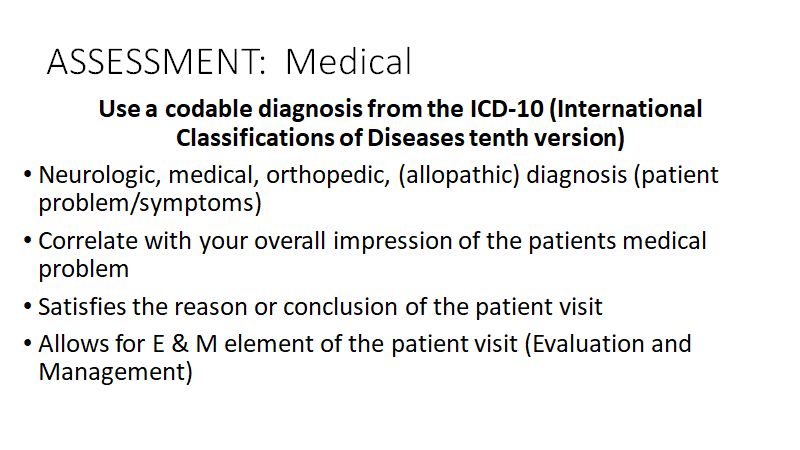 ASSESSMENT: Medical
Use a codable diagnosis from the ICD-10 (International
Classifications of Diseases tenth version)
• Neurologic, medical, orthopedic, (allopathic) diagnosis (patient
problem/symptoms)
• Correlate with your overall impression of the patients medical
problem
• Satisfies the reason or conclusion of the patient visit
• Allows for E & M element of the patient visit (Evaluation and
Management)